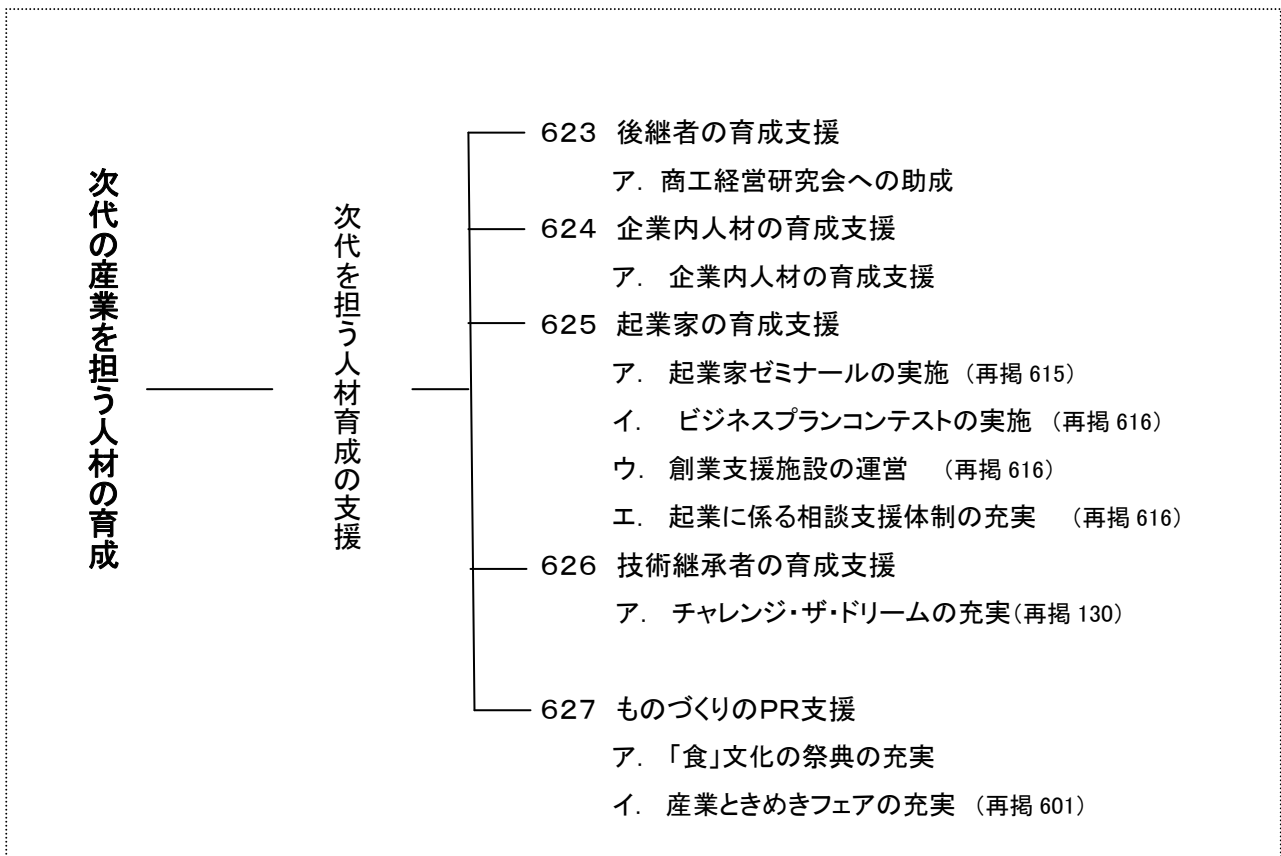 次代の産業を担う人材の育成
次代を担う人材育成の支援
623 後継者の育成支援
ア. 商工経営研究会への助成
624 企業内人材の育成支援
ア. 企業内人材の育成支援
625 起業家の育成支援
ア. 起業家ゼミナールの実施 (再掲 615)
イ. ビジネスプランコンテストの実施 (再掲 616)
ウ. 創業支援施設の運営 (再掲 616)
エ. 起業に係る相談支援体制の充実 (再掲 616)
626 技術継承者の育成支援
ア. チャレンジ・ザ・ドリームの充実(再掲 130)
627 ものづくりのPR支援
ア. 「食」文化の祭典の充実
イ. 産業ときめきフェアの充実 (再掲 601)